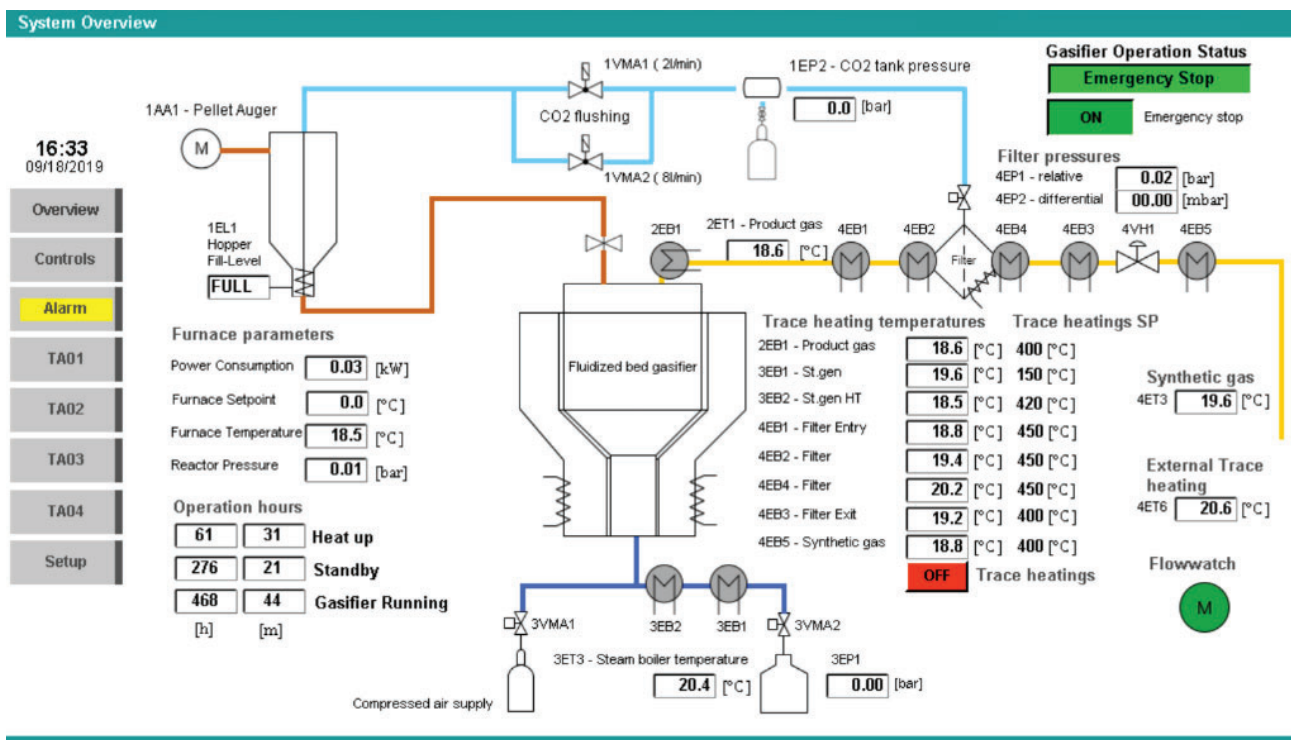 System Overview
16:33
09/18/2019
Overview
Controls
Alarm
TA01
TA02
TA03
TA04
Setup
1AA1 - Pellet Auger
M
1EL1
Hopper
Fill-Level
FULL
1VMA1 ( 2l/min)
CO2 flushing
1VMA2 ( 8l/min)
1EP2 - CO2 tank pressure
0.0 [bar]
Gasifier Operation Status
Emergency Stop
ON Emergency stop
Filter pressures
4EP1 - relative 0.02 [bar]
4EP2 - differential 00.00 [mbar]
2EB1
2ET1 - Product gas
18.6 [°C]
4EB1
M
4EB2
M
Filter
4EB4
M
4EB3
M
4VH1
4EB5
M
Furnace parameters
Power Consumption 0.03 [kW]
Furnace Setpoint 0.0 [°C]
Furnace Temperature 18.5 [°C]
Reactor Pressure 0.01 [bar]
Operation hours
61 31 Heat up
276 21 Standby
468 44 Gasifier Running
[h] [m]
Fluidized bed gasifier
Trace heating temperatures Trace heatings SP
2EB1 - Product gas 18.6 [°C] 400 [°C]
3EB1 - St.gen 19.6 [°C] 150 [°C]
3EB2 - St.gen HT 18.5 [°C] 420 [°C]
4EB1 - Filter Entry 18.8 [°C] 450 [°C]
4EB2 - Filter 19.4 [°C] 450 [°C]
4EB4 - Filter 20.2 [°C] 450 [°C]
4EB3 - Filter Exit 19.2 [°C] 400 [°C]
4EB5 - Synthetic gas 18.8 [°C] 400 [°C]
OFF Trace heatings
Synthetic gas
4ET3 19.6 [°C]
External Trace
heating
4ET6 20.6 [°C]
Flowwatch
M
M
M
3VMA1
3EB2
3EB1
3VMA2
Compressed air supply
3ET3 - Steam boiler temperature
20.4 [°C]
3EP1
0.00 [bar]